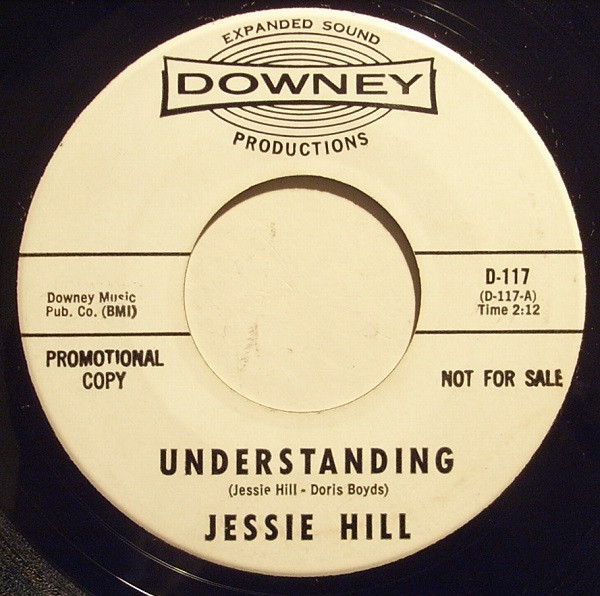 EXPANDED SOUND
DOWNEY
PRODUCTIONS
Downey Music
Pub. Co. (BMI)
D-117
(D-117-A)
Time 2:12
PROMOTIONAL
COPY
NOT FOR SALE
UNDERSTANDING
(Jessie Hill - Doris Boyds)
JESSIE HILL